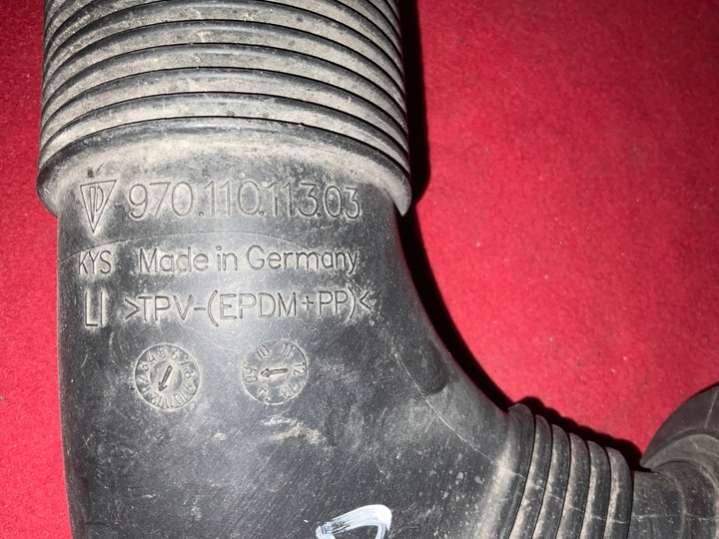 970.110.113.03
KYS Made in Germany
LI >TPV-(EPDM+PP)<